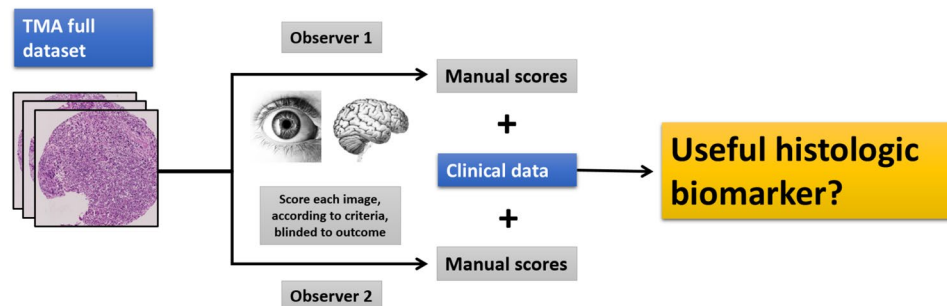 TMA full
dataset
Observer 1
Manual scores
+
Clinical data
+
Manual scores
Score each image,
according to criteria,
blinded to outcome
Observer 2
Useful histologic
biomarker?